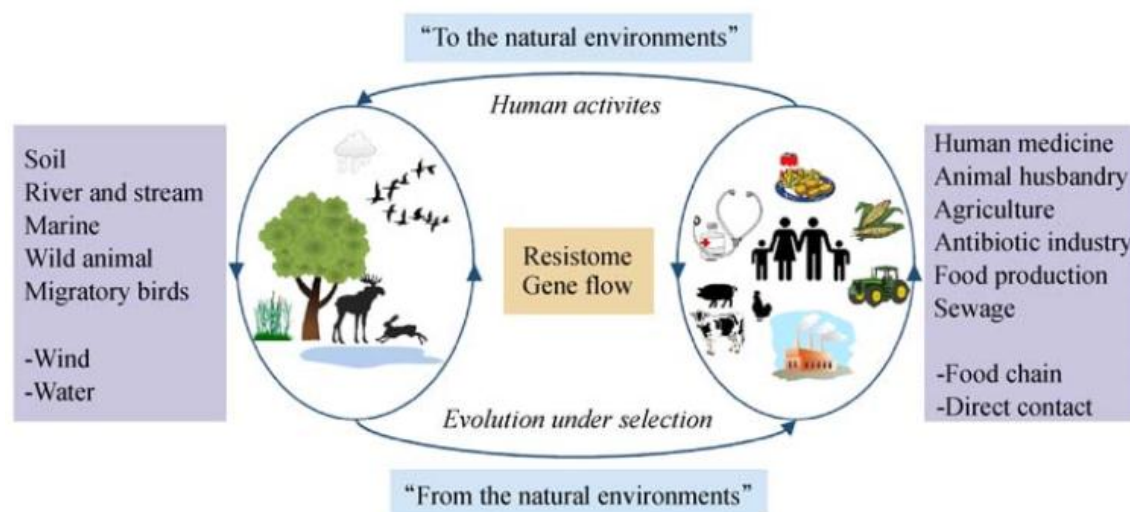 “To the natural environments”
Human activites
Soil
River and stream
Marine
Wild animal
Migratory birds
-Wind
-Water
Resistome
Gene flow
Human medicine
Animal husbandry
Agriculture
Antibiotic industry
Food production
Sewage
-Food chain
-Direct contact
Evolution under selection
“From the natural environments”